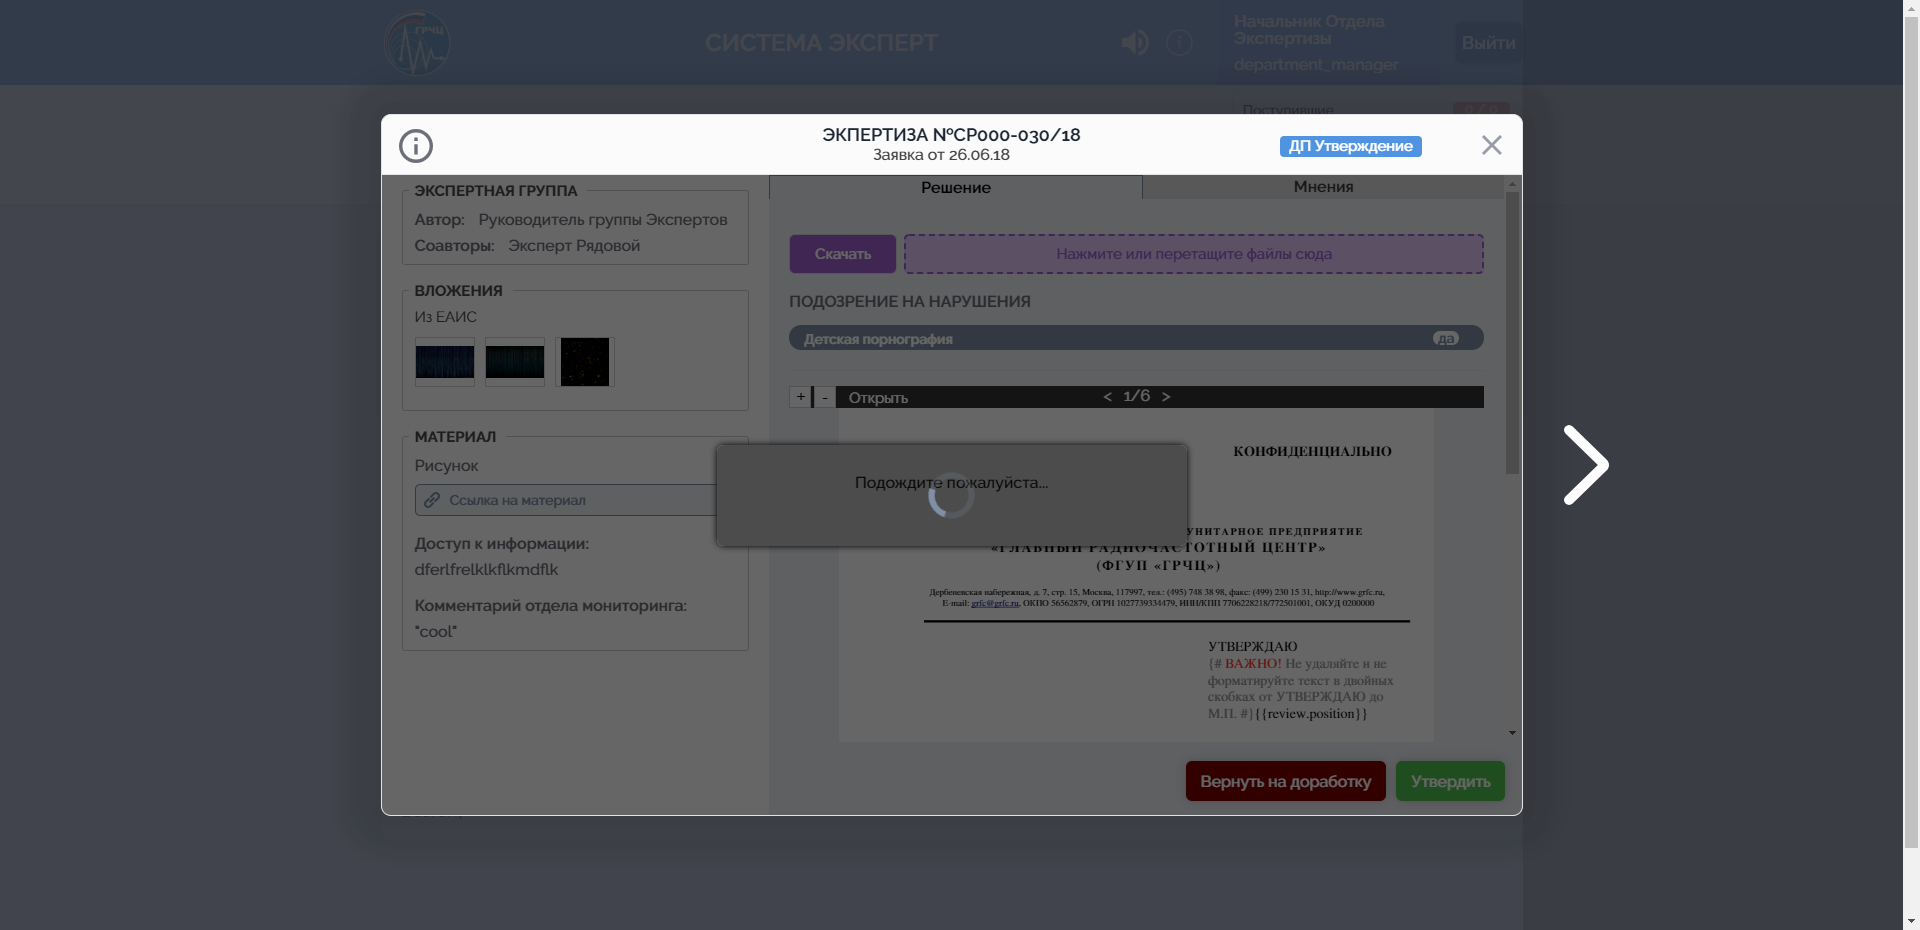 ГРЧЦ
СИСТЕМА ЭКСПЕРТ
Начальник Отдела
Экспертизы
department_manager
Выйти
Поступившие
0 / 0
ЭКПЕРТИЗА №СР000-030/18
Заявка от 26.06.18
ДП Утверждение
ЭКСПЕРТНАЯ ГРУППА
Автор: Руководитель группы Экспертов
Соавторы: Эксперт Рядовой
ВЛОЖЕНИЯ
Из ЕАИС
МАТЕРИАЛ
Рисунок
Ссылка на материал
Доступ к информации:
dferlfrelklkflkmdflk
Комментарий отдела мониторинга:
"cool"
Решение
Мнения
Скачать
Нажмите или перетащите файлы сюда
ПОДОЗРЕНИЕ НА НАРУШЕНИЯ
Детская порнография
да
+ - Открыть < 1/6 >
Подождите пожалуйста...
КОНФИДЕНЦИАЛЬНО
УНИТАРНОЕ ПРЕДПРИЯТИЕ
«ГЛАВНЫЙ РАДИОЧАСТОТНЫЙ ЦЕНТР»
(ФГУП «ГРЧЦ»)
Дербеневская набережная, д. 7, стр. 15, Москва, 117997, тел.: (495) 748 38 98, факс: (499) 230 15 31, http://www.grfc.ru,
E-mail: grfc@grfc.ru, ОКПО 56562879, ОГРН 1027739334479, ИНН/КПП 7706228218/772501001, ОКУД 0200000
УТВЕРЖДАЮ
{# ВАЖНО! Не удаляйте и не
форматируйте текст в двойных
скобках от УТВЕРЖДАЮ до
М.П. #}{{review.position}}
Вернуть на доработку
Утвердить